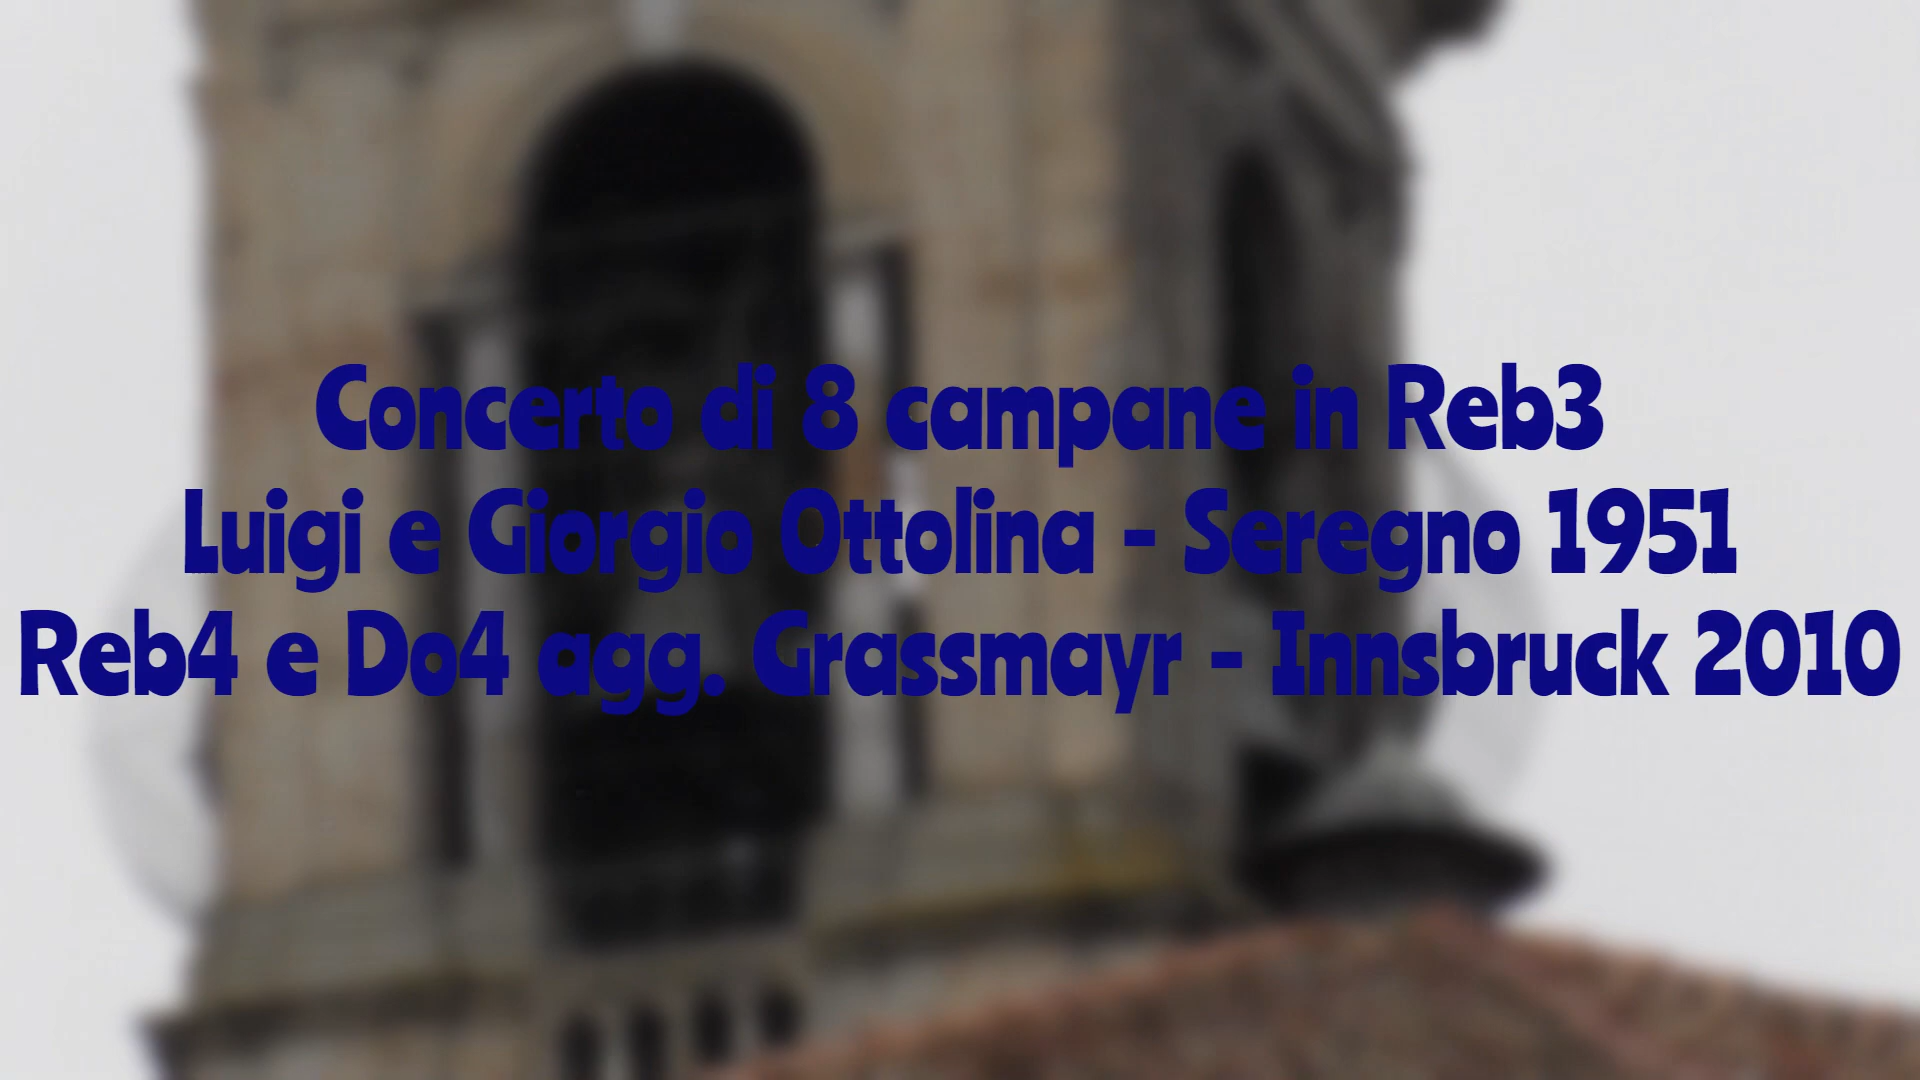 Concerto di 8 campane in Reb3
Luigi e Giorgio Ottolina - Seregno 1951
Reb4 e Do4 agg. Grassmayr - Innsbruck 2010